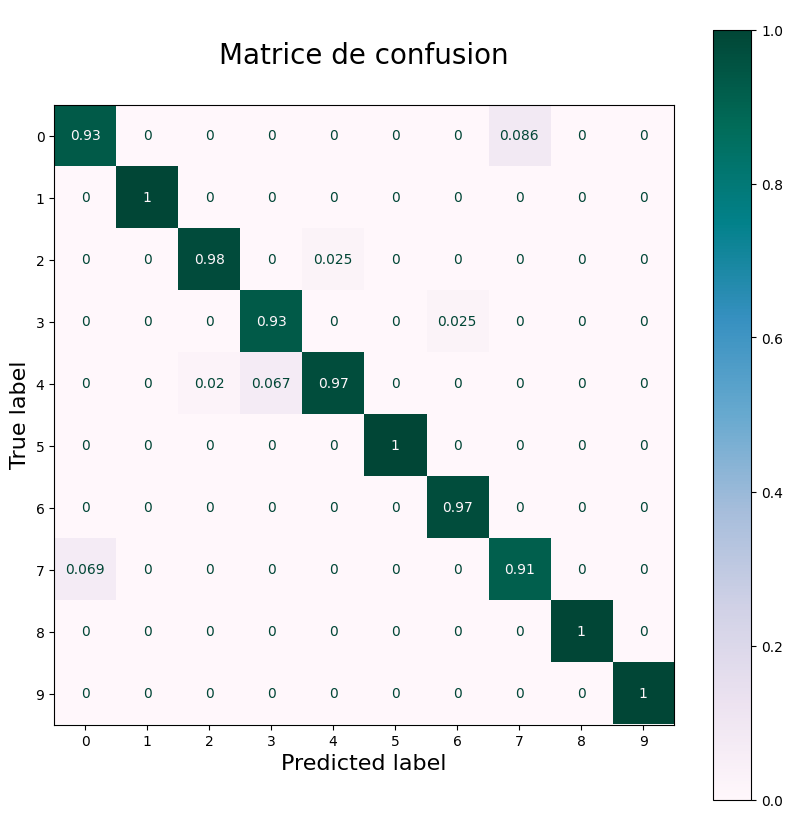 Matrice de confusion
1.0
0.8
0.6
0.4
0.2
0.0
True label
0 0.93 0 0 0 0 0 0 0.086 0 0
1 0 1 0 0 0 0 0 0 0 0
2 0 0 0.98 0 0.025 0 0 0 0 0
3 0 0 0 0.93 0 0 0.025 0 0 0
4 0 0 0.02 0.067 0.97 0 0 0 0 0
5 0 0 0 0 0 1 0 0 0 0
6 0 0 0 0 0 0 0.97 0 0 0
7 0.069 0 0 0 0 0 0 0.91 0 0
8 0 0 0 0 0 0 0 0 1 0
9 0 0 0 0 0 0 0 0 0 1
0 1 2 3 4 5 6 7 8 9
Predicted label